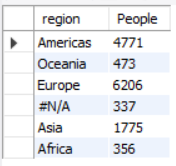 region People
Americas 4771
Oceania 473
Europe 6206
#N/A 337
Asia 1775
Africa 356